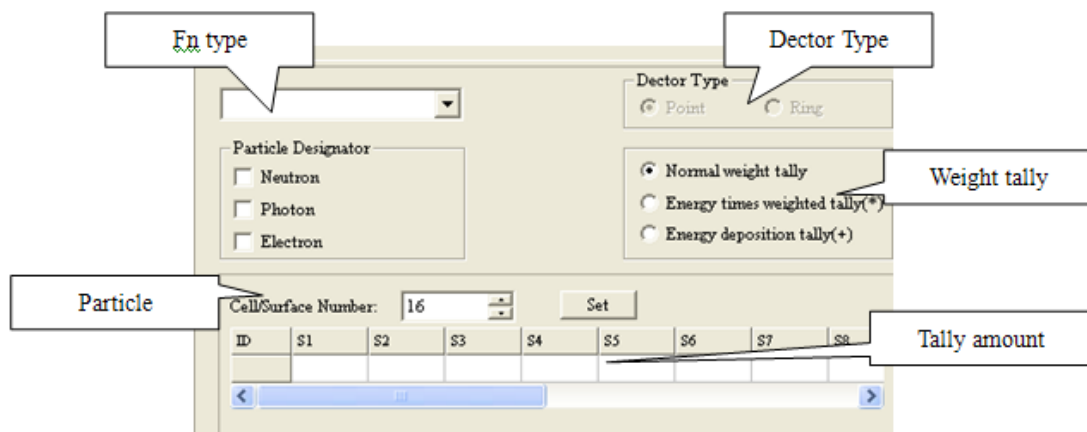 Fn type
Dector Type
Dector Type
Point Ring
Particle Designator
Neutron
Photon
Electron
Normal weight tally
Energy times weighted tally(*)
Energy deposition tally(+)
Weight tally
Particle
Cell/Surface Number: 16 Set
ID S1 S2 S3 S4 S5 S6 S7 S8
Tally amount